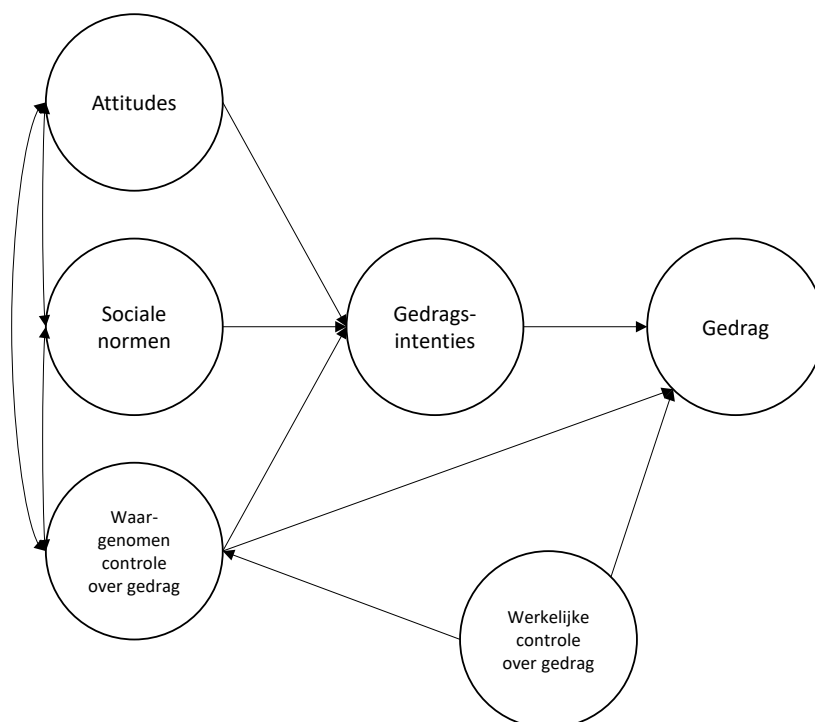 Attitudes
Sociale
normen
Gedrags-
intenties
Gedrag
Waar-
genomen
controle
over gedrag
Werkelijke
controle
over gedrag